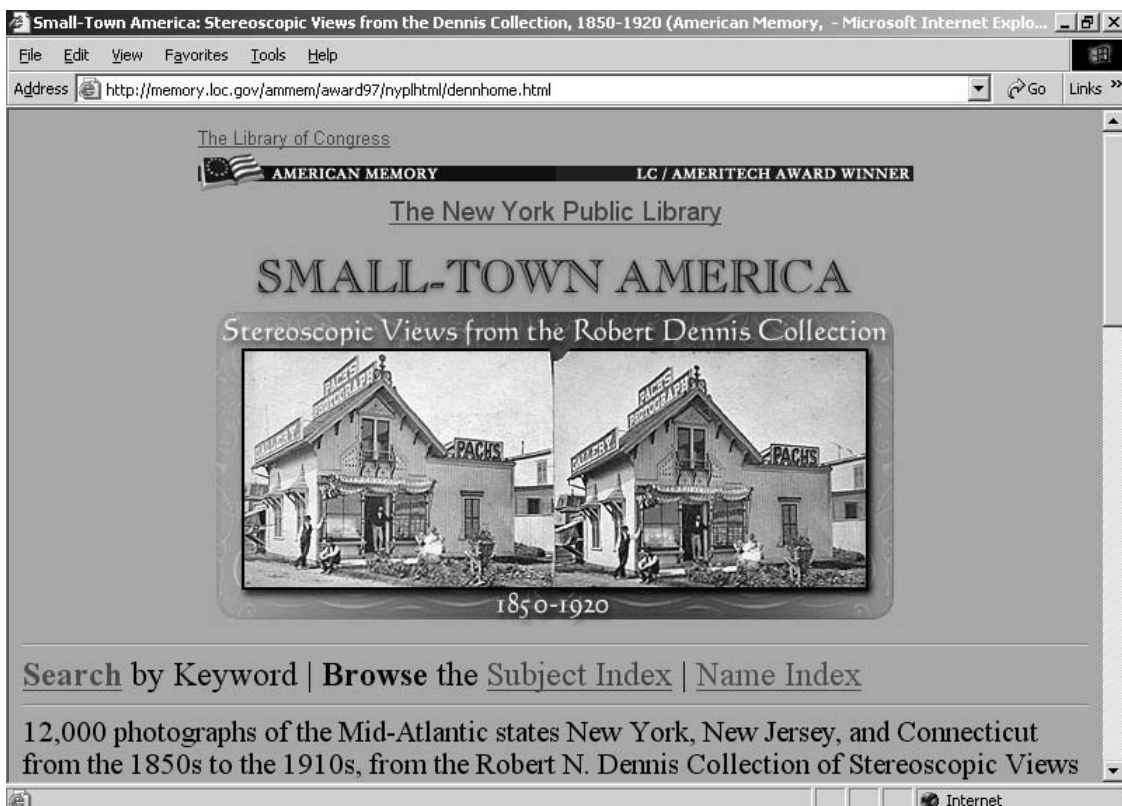 Small-Town America: Stereoscopic Views from the Dennis Collection, 1850-1920 (American Memory, - Microsoft Internet Explo...
File Edit View Favorites Tools Help
Address http://memory.loc.gov/ammem/award97/nyplhtml/dennhome.html Go Links »
The Library of Congress
AMERICAN MEMORY LC / AMERITECH AWARD WINNER
The New York Public Library
SMALL-TOWN AMERICA
Stereoscopic Views from the Robert Dennis Collection
PACH'S PACH'S
PHOTOGRAPH PHOTOGRAPH
GALLERY PACH'S GALLERY PACH'S
1850-1920
Search by Keyword | Browse the Subject Index | Name Index
12,000 photographs of the Mid-Atlantic states New York, New Jersey, and Connecticut
from the 1850s to the 1910s, from the Robert N. Dennis Collection of Stereoscopic Views
Internet